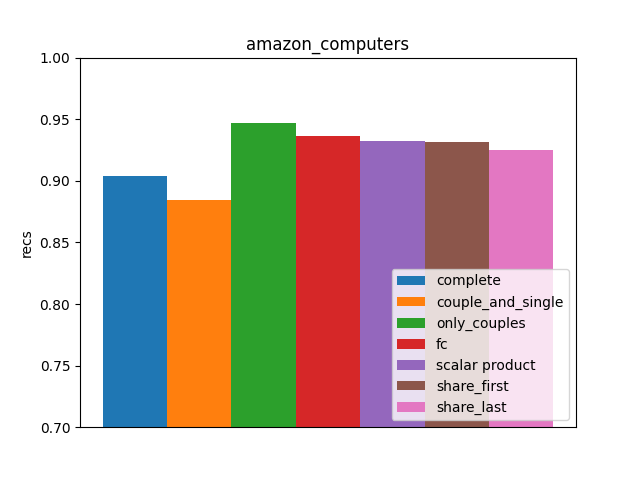 amazon_computers
1.00
0.95
0.90
0.85
0.80
0.75
0.70
recs
complete
couple_and_single
only_couples
fc
scalar product
share_first
share_last